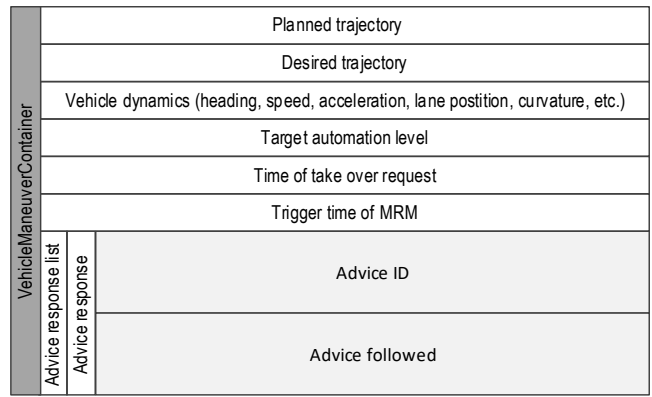 VehicleManeuverContainer
Planned trajectory
Desired trajectory
Vehicle dynamics (heading, speed, acceleration, lane postition, curvature, etc.)
Target automation level
Time of take over request
Trigger time of MRM
Advice response list
Advice response
Advice ID
Advice followed